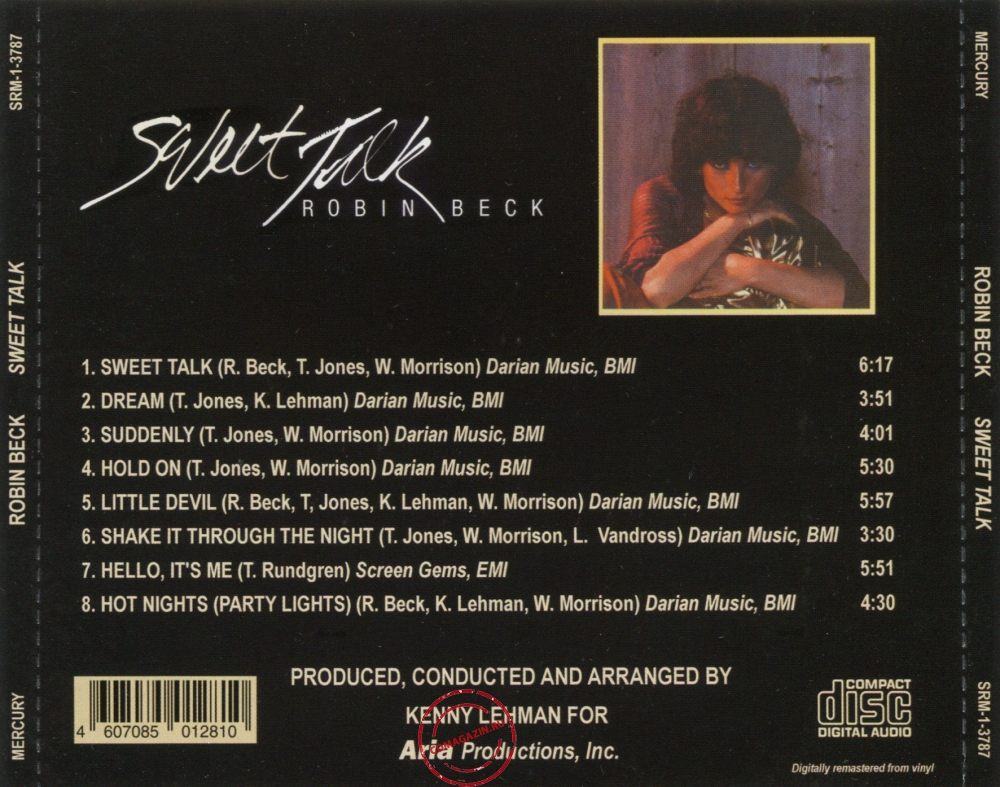 SRM-1-3787
ROBIN BECK SWEET TALK
MERCURY
Sweet Talk
ROBIN BECK
1. SWEET TALK (R. Beck, T. Jones, W. Morrison) Darian Music, BMI 6:17
2. DREAM (T. Jones, K. Lehman) Darian Music, BMI 3:51
3. SUDDENLY (T. Jones, W. Morrison) Darian Music, BMI 4:01
4. HOLD ON (T. Jones, W. Morrison) Darian Music, BMI 5:30
5. LITTLE DEVIL (R. Beck, T, Jones, K. Lehman, W. Morrison) Darian Music, BMI 5:57
6. SHAKE IT THROUGH THE NIGHT (T. Jones, W. Morrison, L. Vandross) Darian Music, BMI 3:30
7. HELLO, IT'S ME (T. Rundgren) Screen Gems, EMI 5:51
8. HOT NIGHTS (PARTY LIGHTS) (R. Beck, K. Lehman, W. Morrison) Darian Music, BMI 4:30
PRODUCED, CONDUCTED AND ARRANGED BY
KENNY LEHMAN FOR
Aria Productions, Inc.
CDMAGAZIN.RU
4 607085 012810
COMPACT
disc
DIGITAL AUDIO
Digitally remastered from vinyl
MERCURY
ROBIN BECK SWEET TALK
SRM-1-3787